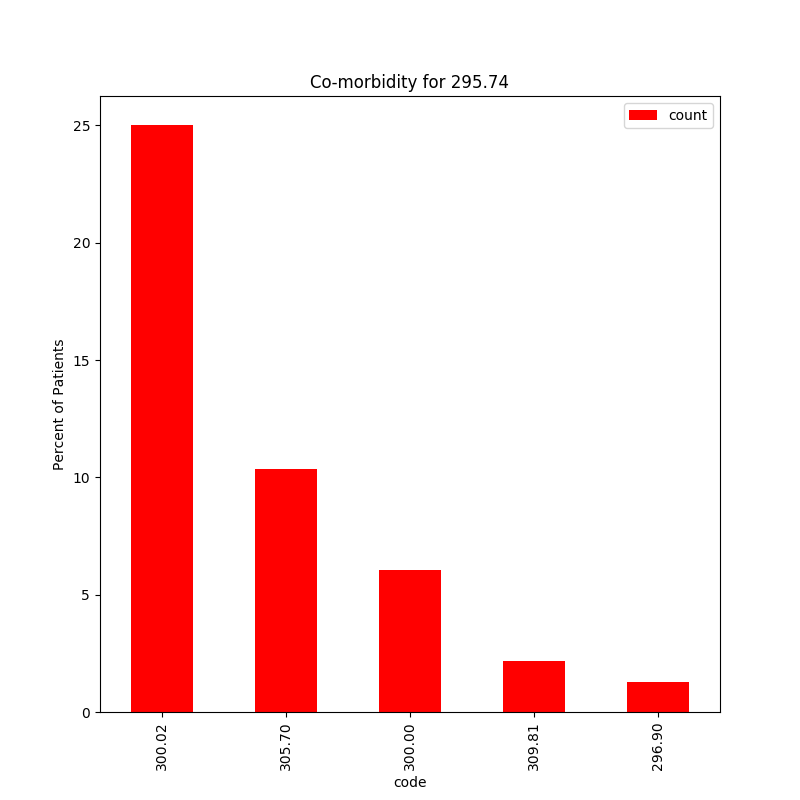 Co-morbidity for 295.74
count
Percent of Patients
25
20
15
10
5
0
300.02
305.70
300.00
309.81
296.90
code